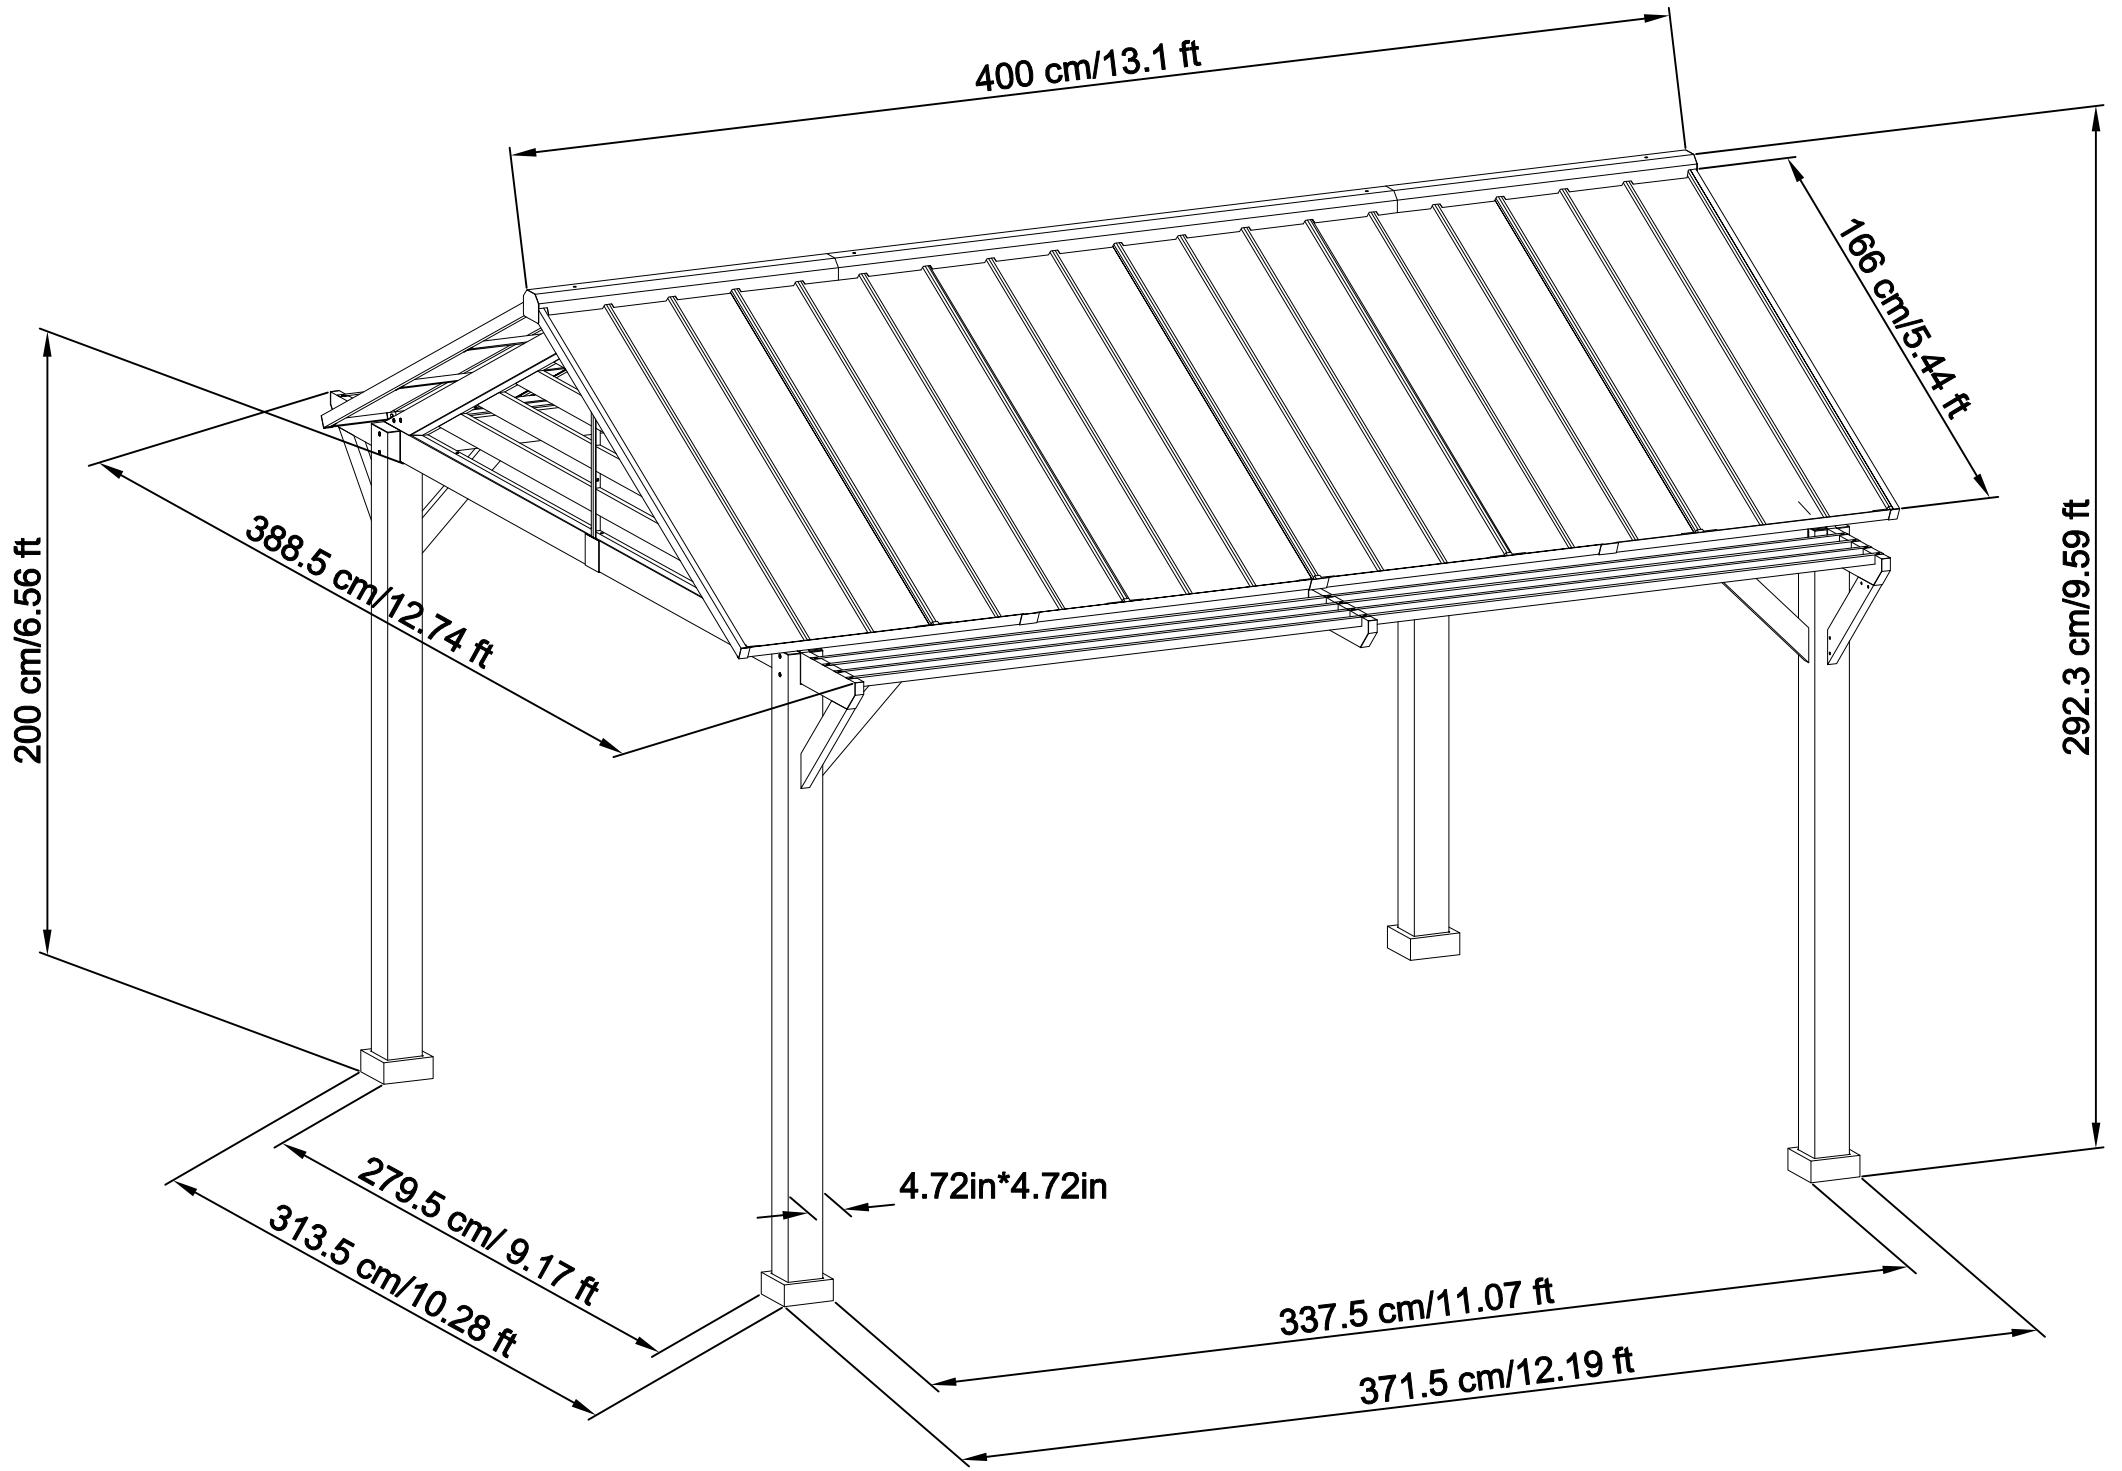 400 cm/13.1 ft
166 cm/5.44 ft
292.3 cm/9.59 ft
388.5 cm/12.74 ft
200 cm/6.56 ft
279.5 cm/ 9.17 ft
313.5 cm/10.28 ft
4.72in*4.72in
337.5 cm/11.07 ft
371.5 cm/12.19 ft